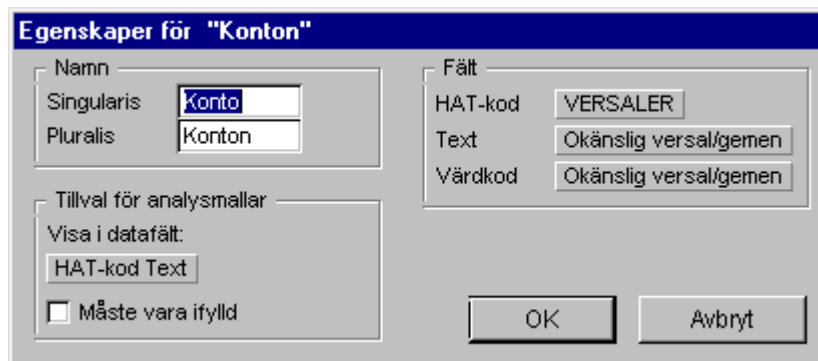 Egenskaper för "Konton"
Namn
Singularis Konto
Pluralis Konton
Tillval för analysmallar
Visa i datafält:
HAT-kod Text
Måste vara ifylld
Fält
HAT-kod VERSALER
Text Okänslig versal/gemen
Värdkod Okänslig versal/gemen
OK Avbryt